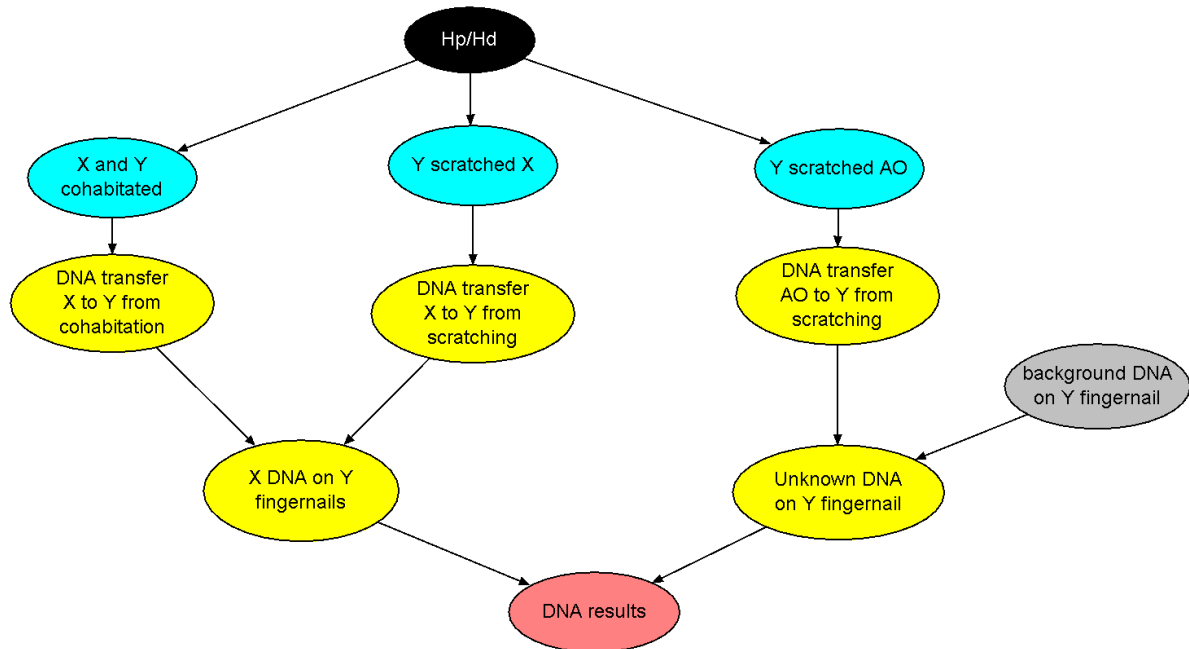 Hp/Hd
X and Y
cohabitated
Y scratched X
Y scratched AO
DNA transfer
X to Y from
cohabitation
DNA transfer
X to Y from
scratching
DNA transfer
AO to Y from
scratching
background DNA
on Y fingernail
X DNA on Y
fingernails
Unknown DNA
on Y fingernail
DNA results